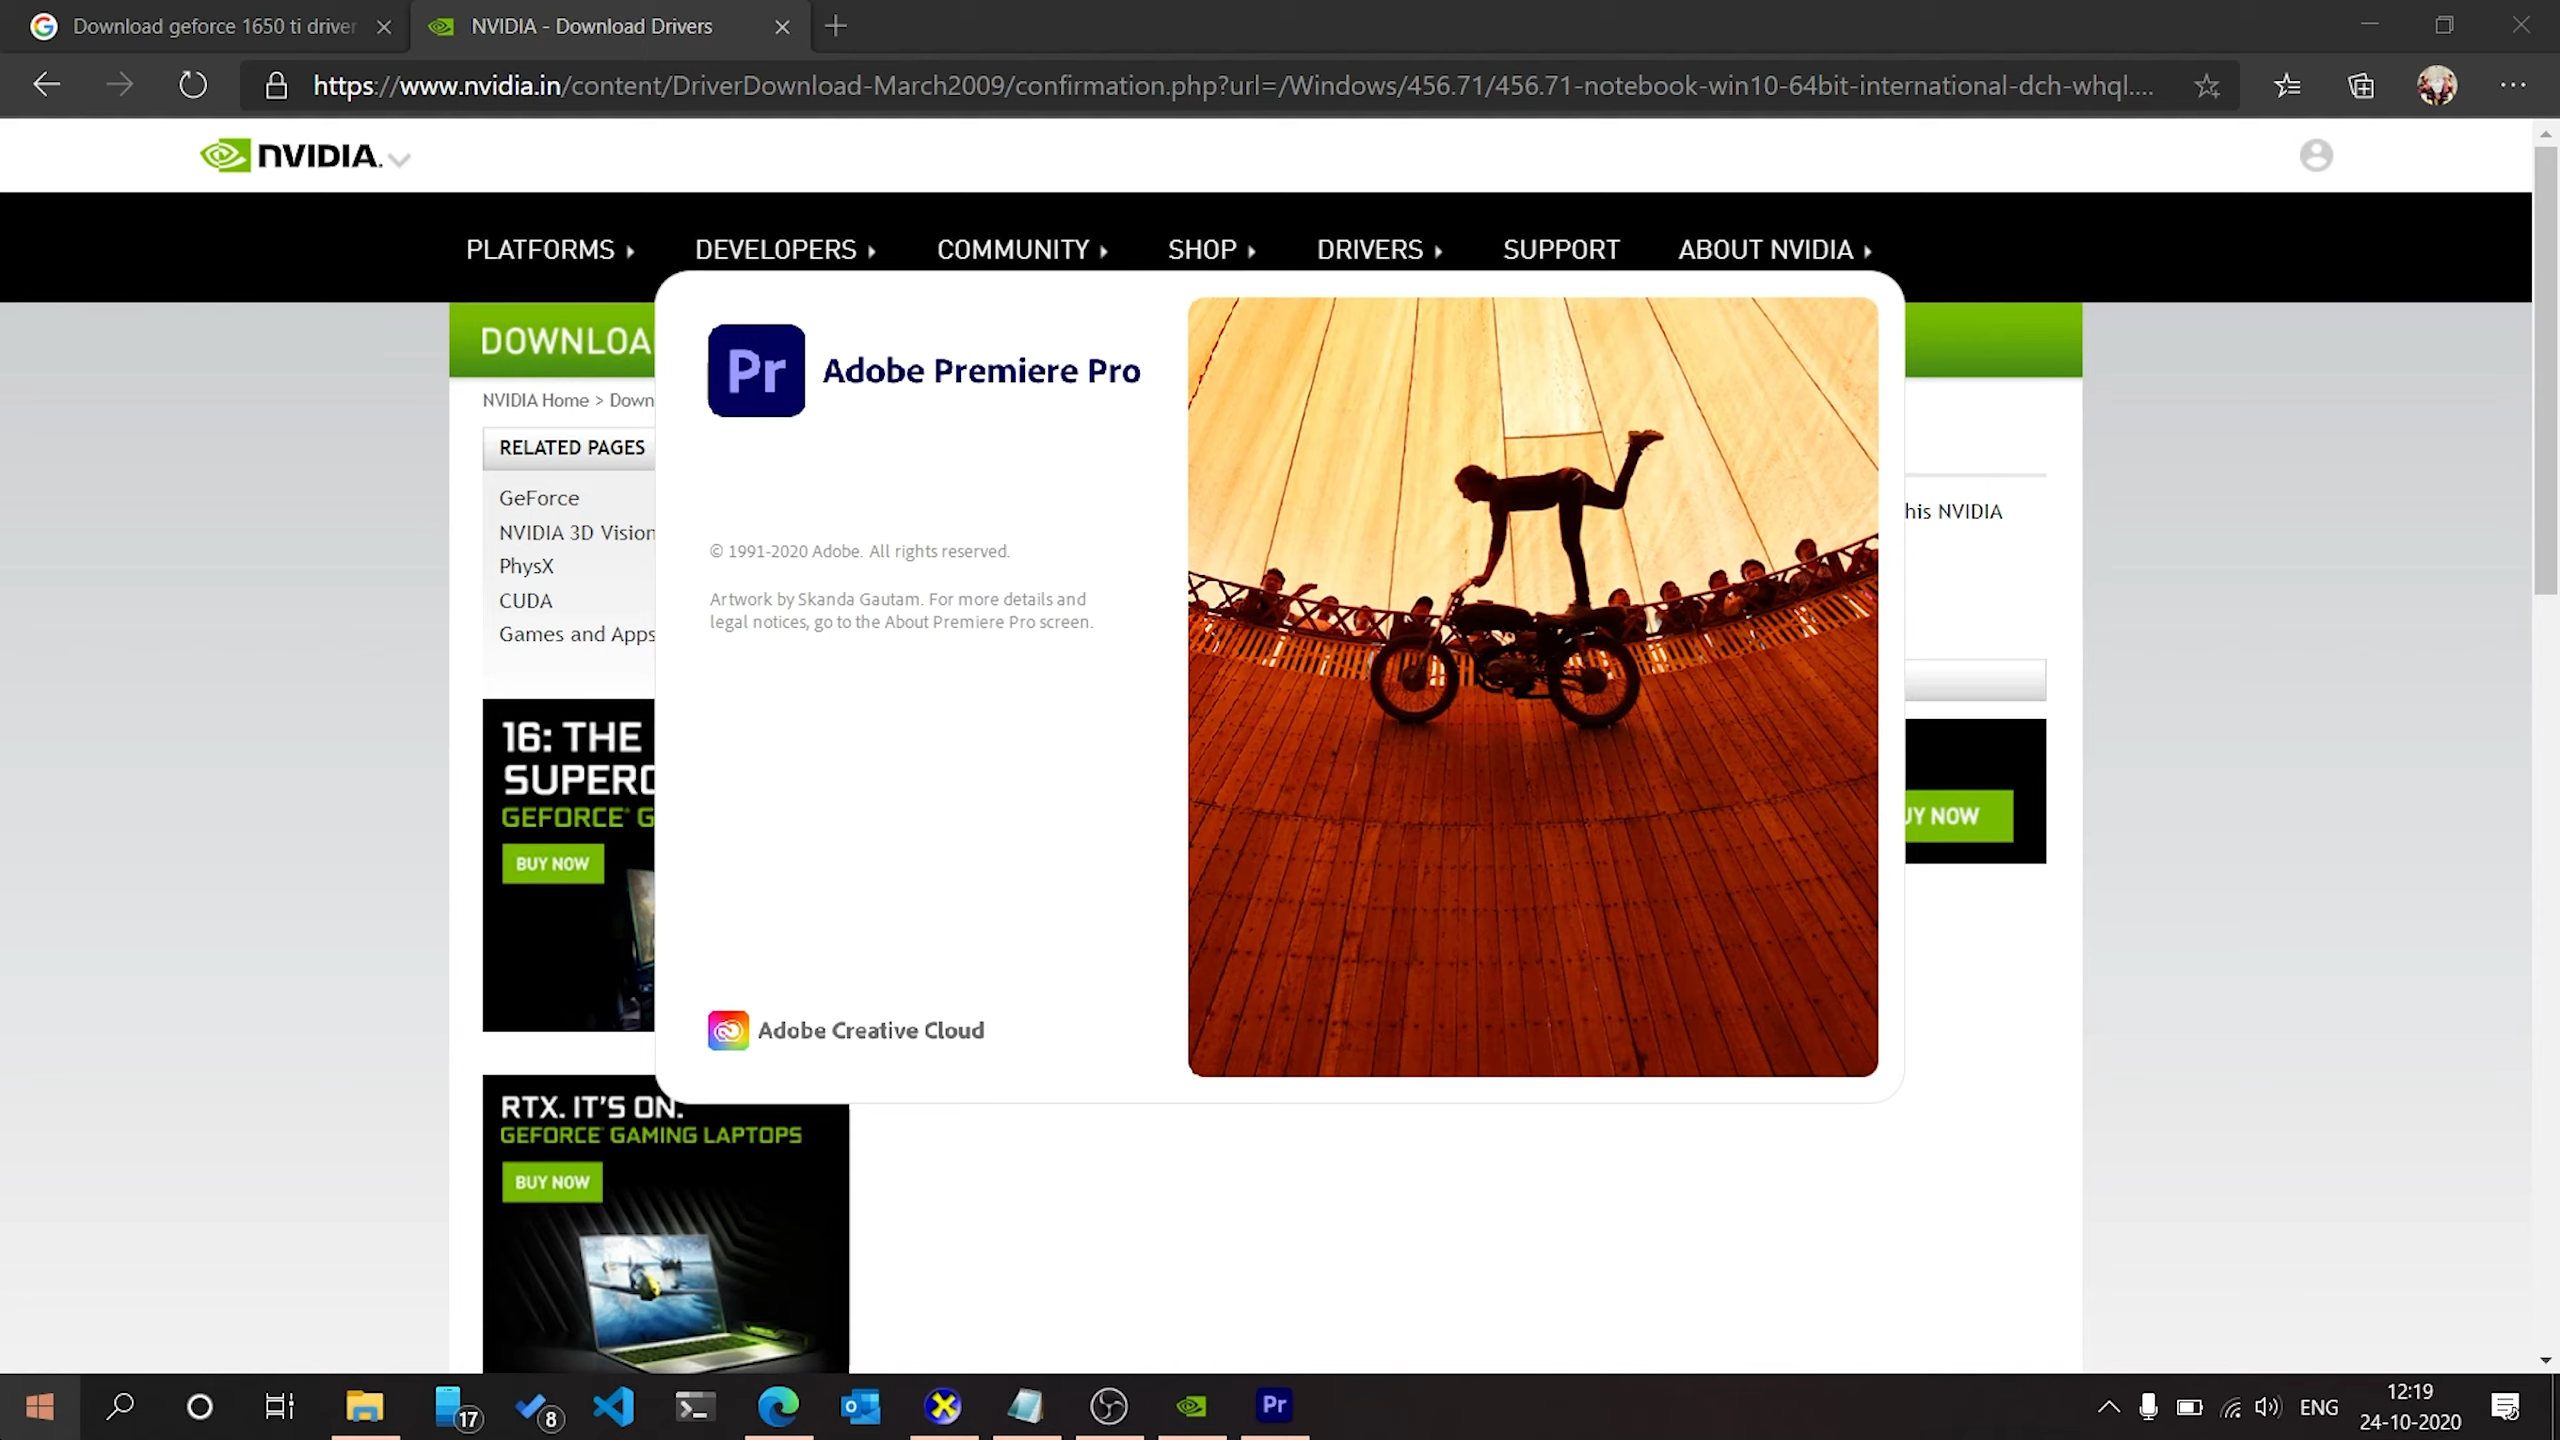 Download geforce 1650 ti driver
NVIDIA - Download Drivers
https://www.nvidia.in/content/DriverDownload-March2009/confirmation.php?url=/Windows/456.71/456.71-notebook-win10-64bit-international-dch-whql....
NVIDIA.
PLATFORMS DEVELOPERS COMMUNITY SHOP DRIVERS SUPPORT ABOUT NVIDIA
DOWNLOA
NVIDIA Home > Down
RELATED PAGES
GeForce
NVIDIA 3D Vision
PhysX
CUDA
Games and Apps
16: THE
SUPERC
GEFORCE® G
BUY NOW
RTX. IT'S ON.
GEFORCE® GAMING LAPTOPS
BUY NOW
Pr Adobe Premiere Pro
© 1991-2020 Adobe. All rights reserved.
Artwork by Skanda Gautam. For more details and
legal notices, go to the About Premiere Pro screen.
Adobe Creative Cloud
his NVIDIA
UY NOW
17
8
Pr
ENG
12:19
24-10-2020